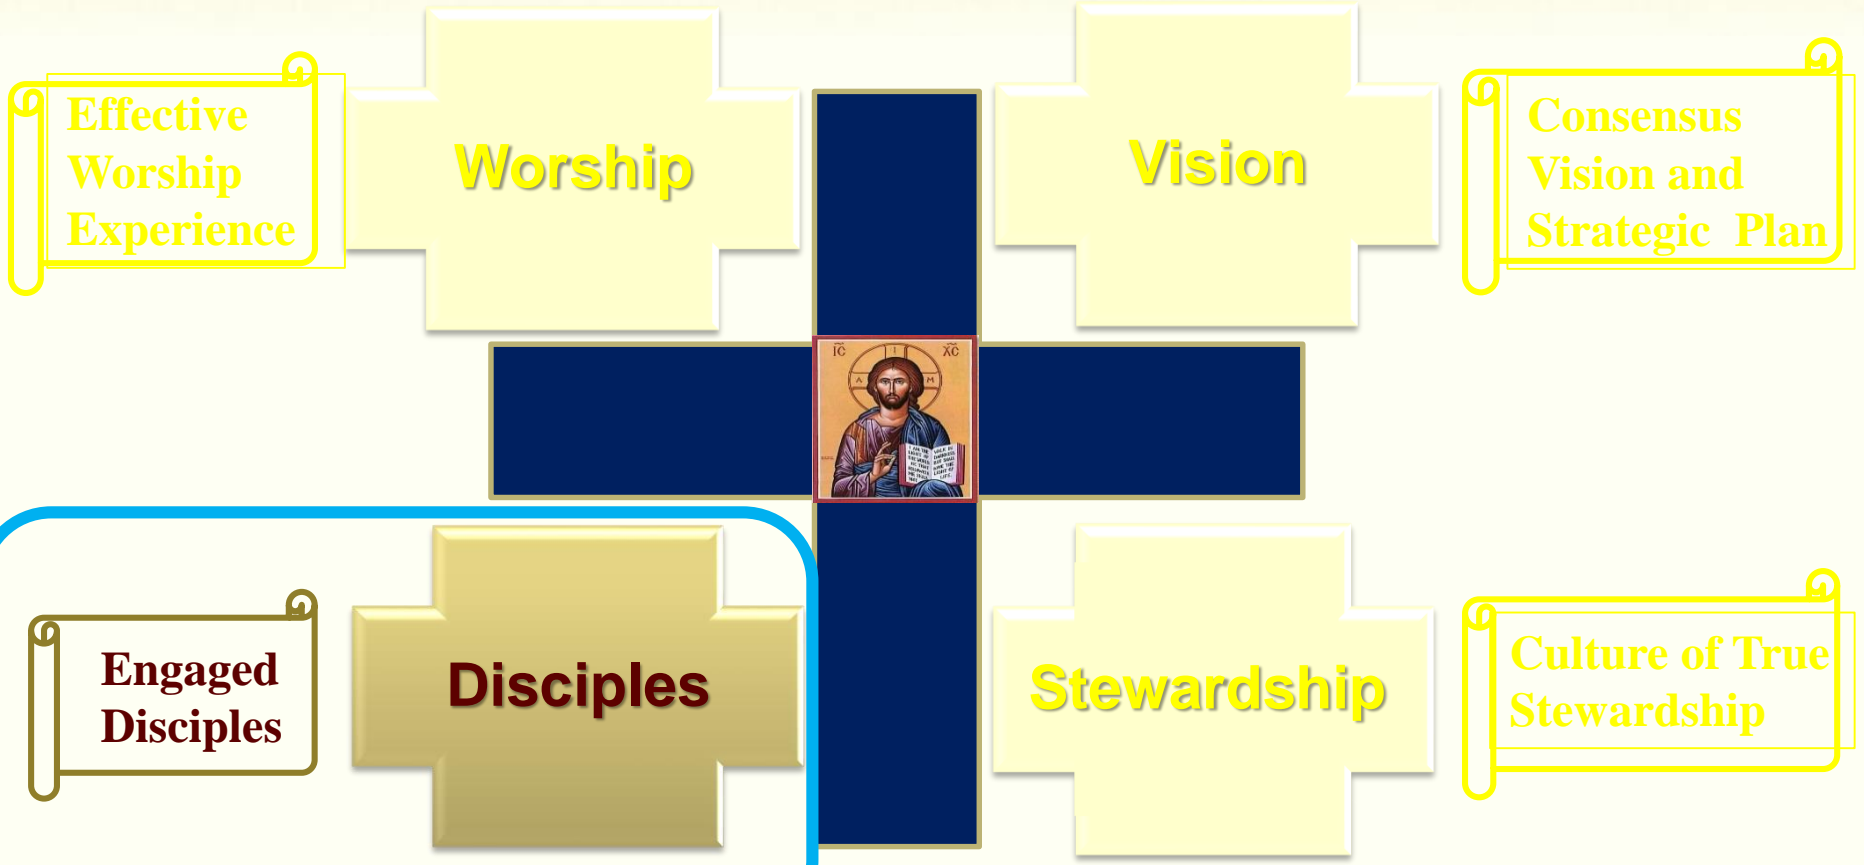 Effective
Worship
Experience
Worship
Vision
Consensus
Vision and
Strategic Plan
IC
XC
I
A
M
Engaged
Disciples
Disciples
Stewardship
Culture of True
Stewardship